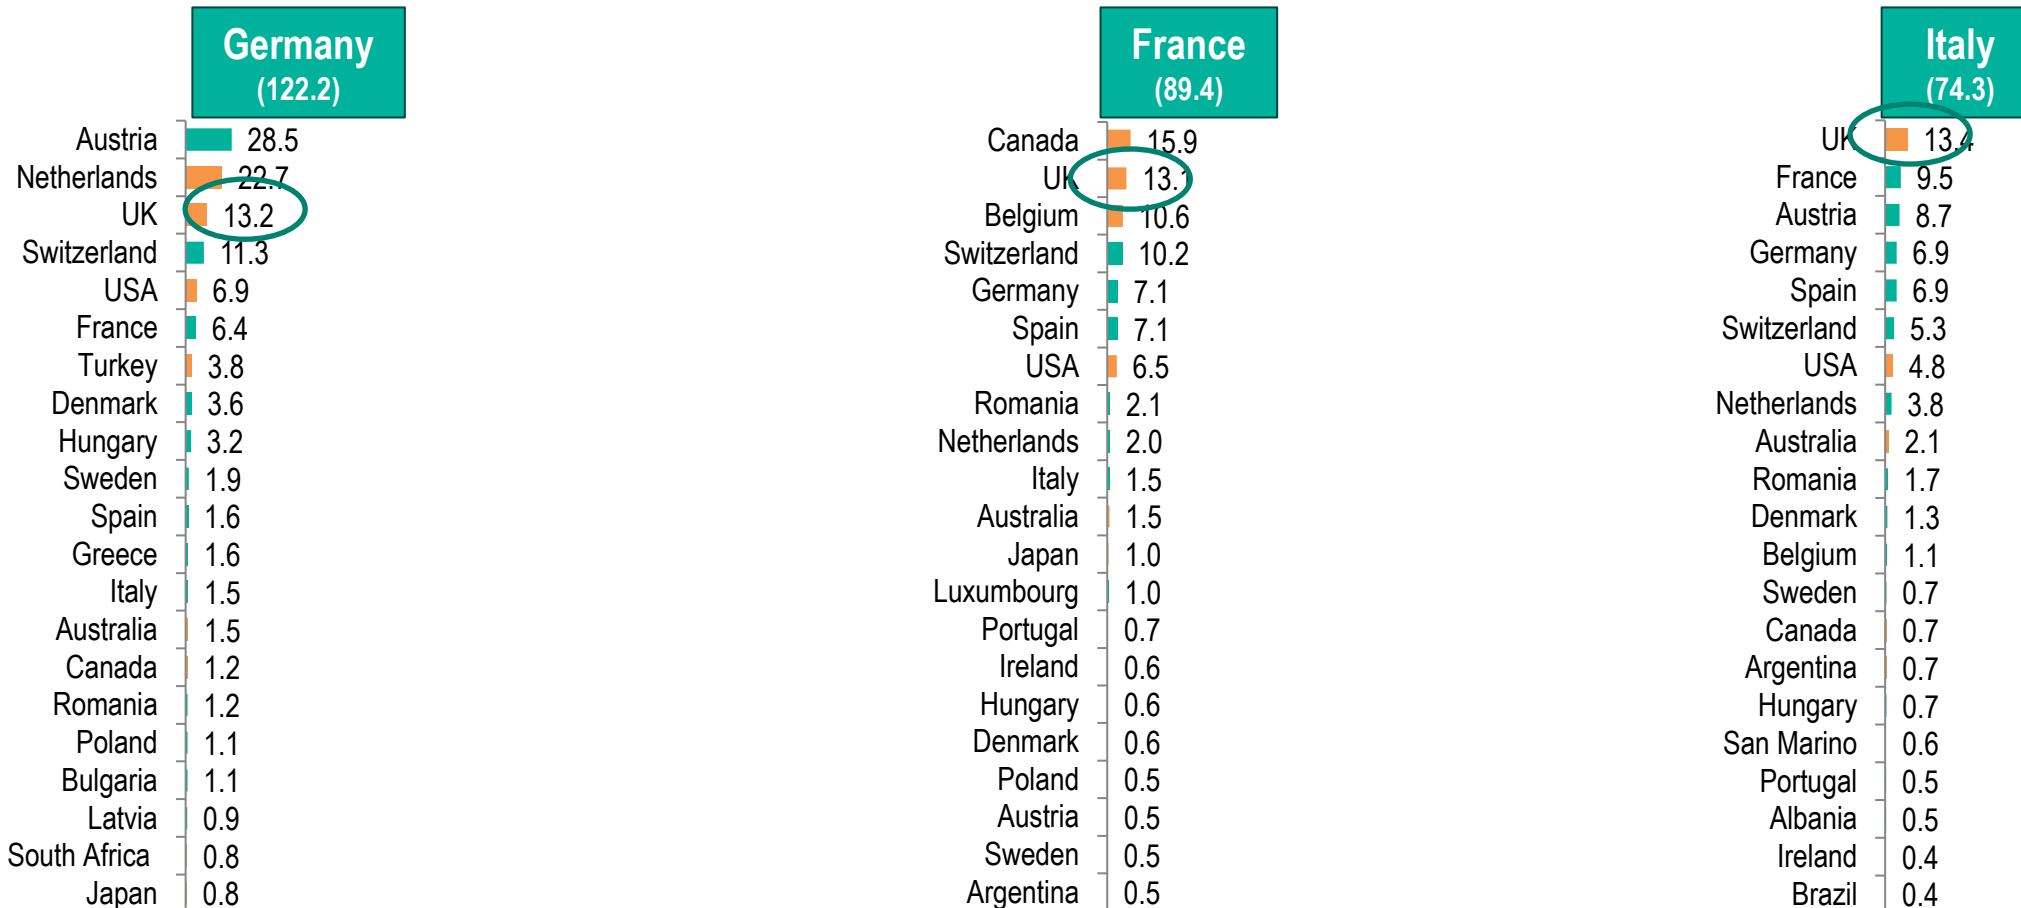 Germany
(122.2)
Austria 28.5
Netherlands 22.7
UK 13.2
Switzerland 11.3
USA 6.9
France 6.4
Turkey 3.8
Denmark 3.6
Hungary 3.2
Sweden 1.9
Spain 1.6
Greece 1.6
Italy 1.5
Australia 1.5
Canada 1.2
Romania 1.2
Poland 1.1
Bulgaria 1.1
Latvia 0.9
South Africa 0.8
Japan 0.8
France
(89.4)
Canada 15.9
UK 13.1
Belgium 10.6
Switzerland 10.2
Germany 7.1
Spain 7.1
USA 6.5
Romania 2.1
Netherlands 2.0
Italy 1.5
Australia 1.5
Japan 1.0
Luxumbourg 1.0
Portugal 0.7
Ireland 0.6
Hungary 0.6
Denmark 0.6
Poland 0.5
Austria 0.5
Sweden 0.5
Argentina 0.5
Italy
(74.3)
UK 13.4
France 9.5
Austria 8.7
Germany 6.9
Spain 6.9
Switzerland 5.3
USA 4.8
Netherlands 3.8
Australia 2.1
Romania 1.7
Denmark 1.3
Belgium 1.1
Sweden 0.7
Canada 0.7
Argentina 0.7
Hungary 0.7
San Marino 0.6
Portugal 0.5
Albania 0.5
Ireland 0.4
Brazil 0.4